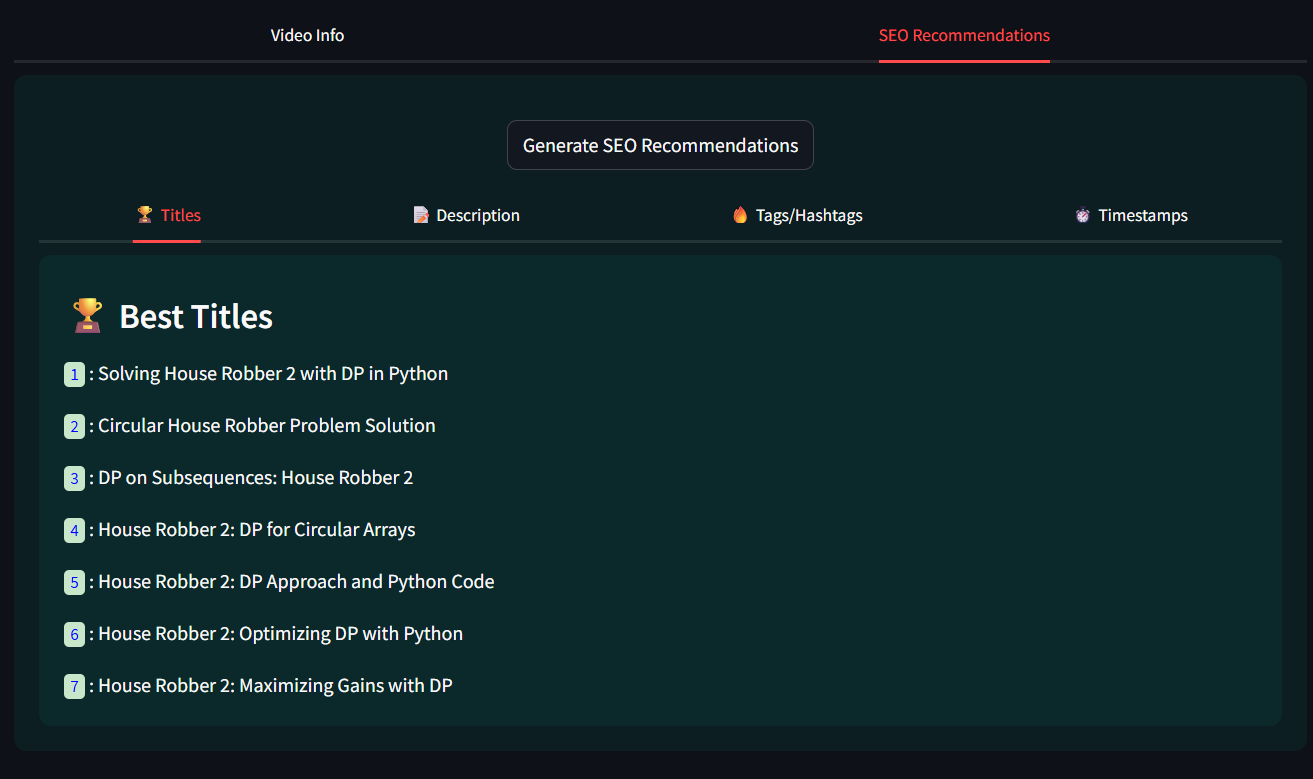 Video Info
SEO Recommendations
Generate SEO Recommendations
🏆 Titles
📝 Description
🔥 Tags/Hashtags
⏱️ Timestamps
🏆 Best Titles
1 : Solving House Robber 2 with DP in Python
2 : Circular House Robber Problem Solution
3 : DP on Subsequences: House Robber 2
4 : House Robber 2: DP for Circular Arrays
5 : House Robber 2: DP Approach and Python Code
6 : House Robber 2: Optimizing DP with Python
7 : House Robber 2: Maximizing Gains with DP